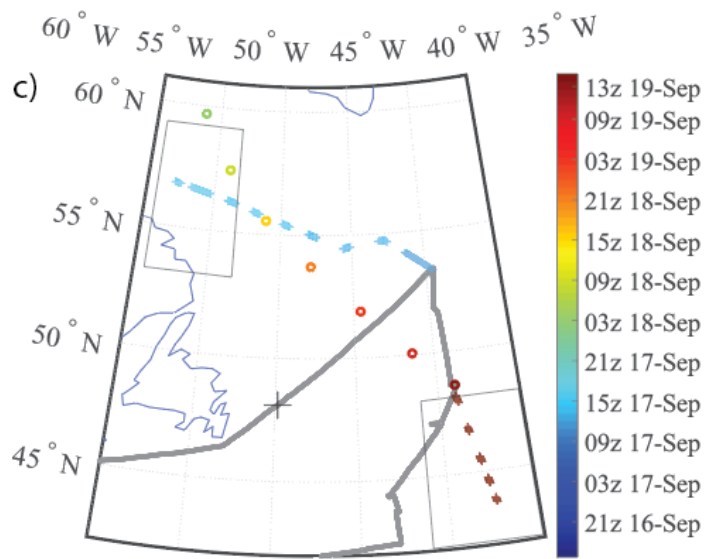 60 °W 55 °W 50 °W 45 °W 40 °W 35 °W
c)
60 °N
55 °N
50 °N
45 °N
13z 19-Sep
09z 19-Sep
03z 19-Sep
21z 18-Sep
15z 18-Sep
09z 18-Sep
03z 18-Sep
21z 17-Sep
15z 17-Sep
09z 17-Sep
03z 17-Sep
21z 16-Sep